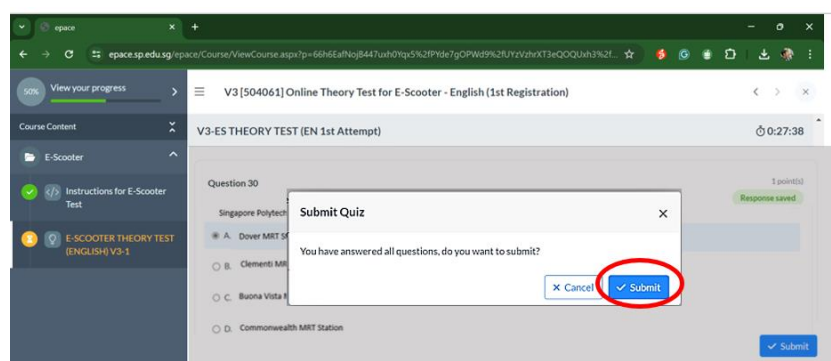 epace
epace.sp.edu.sg/epace/Course/ViewCourse.aspx?p=66h6EafNojB447uxh0Yqx5%2fPYde7gOPWd9%2fUYzVzhrXT3eQOQUxh3%2f...
50%
View your progress
V3 [504061] Online Theory Test for E-Scooter - English (1st Registration)
Course Content
V3-ES THEORY TEST (EN 1st Attempt)
0:27:38
E-Scooter
Instructions for E-Scooter
Test
E-SCOOTER THEORY TEST
(ENGLISH) V3-1
Question 30
1 point(s)
Response saved
Singapore Polytech
A. Dover MRT
B. Clementi
C. Buona Vista
D. Commonwealth MRT Station
Submit Quiz
You have answered all questions, do you want to submit?
Cancel
Submit
Submit